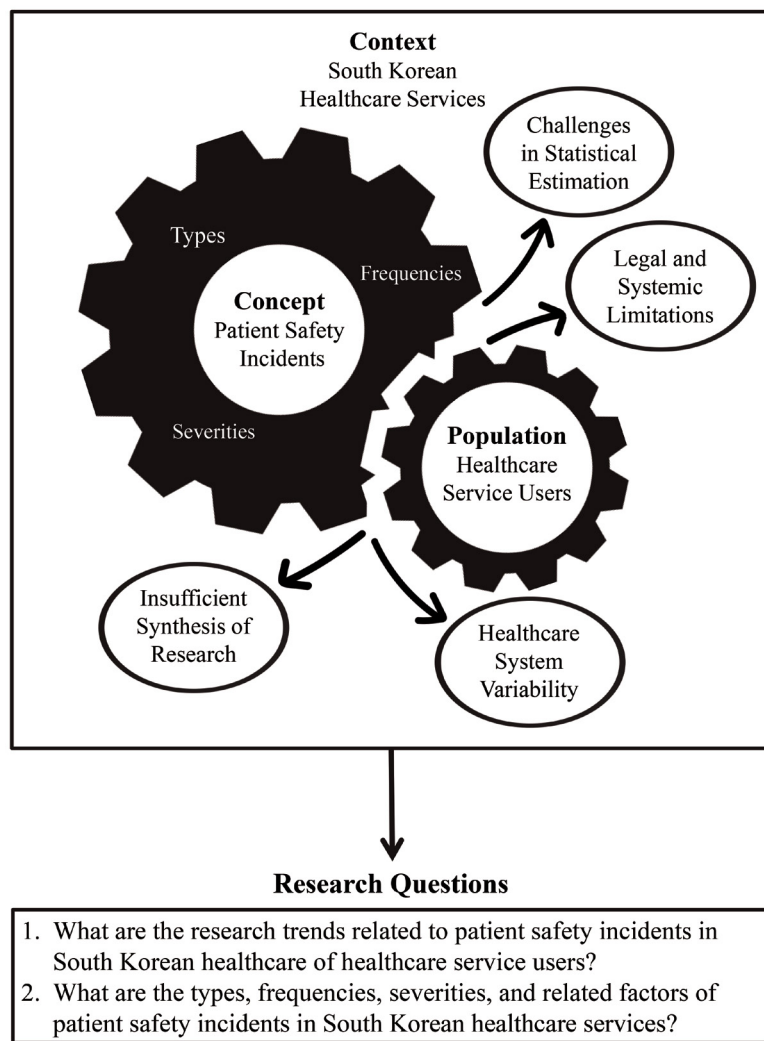 Context
South Korean
Healthcare Services
Challenges
in Statistical
Estimation
Types
Frequencies
Legal and
Systemic
Limitations
Concept
Patient Safety
Incidents
Severities
Population
Healthcare
Service Users
Insufficient
Synthesis of
Research
Healthcare
System
Variability
Research Questions
1. What are the research trends related to patient safety incidents in
South Korean healthcare of healthcare service users?
2. What are the types, frequencies, severities, and related factors of
patient safety incidents in South Korean healthcare services?